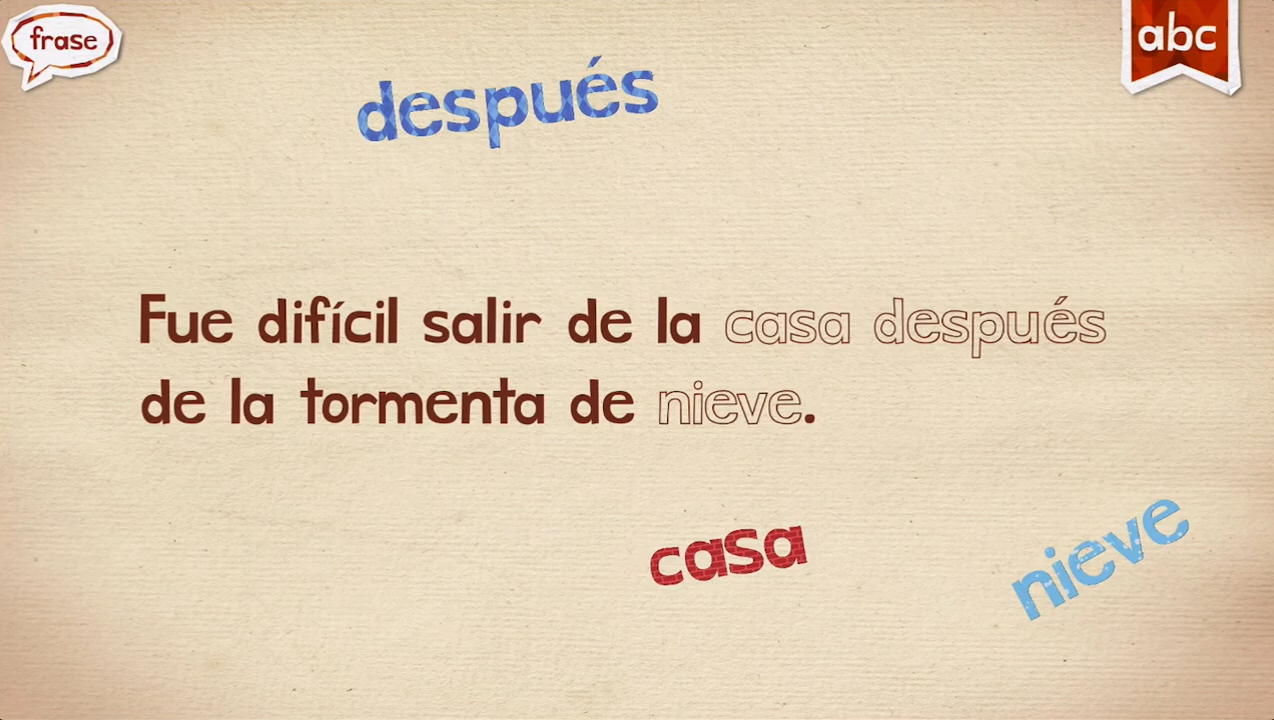 frase
abc
después
Fue difícil salir de la casa después
de la tormenta de nieve.
casa
nieve